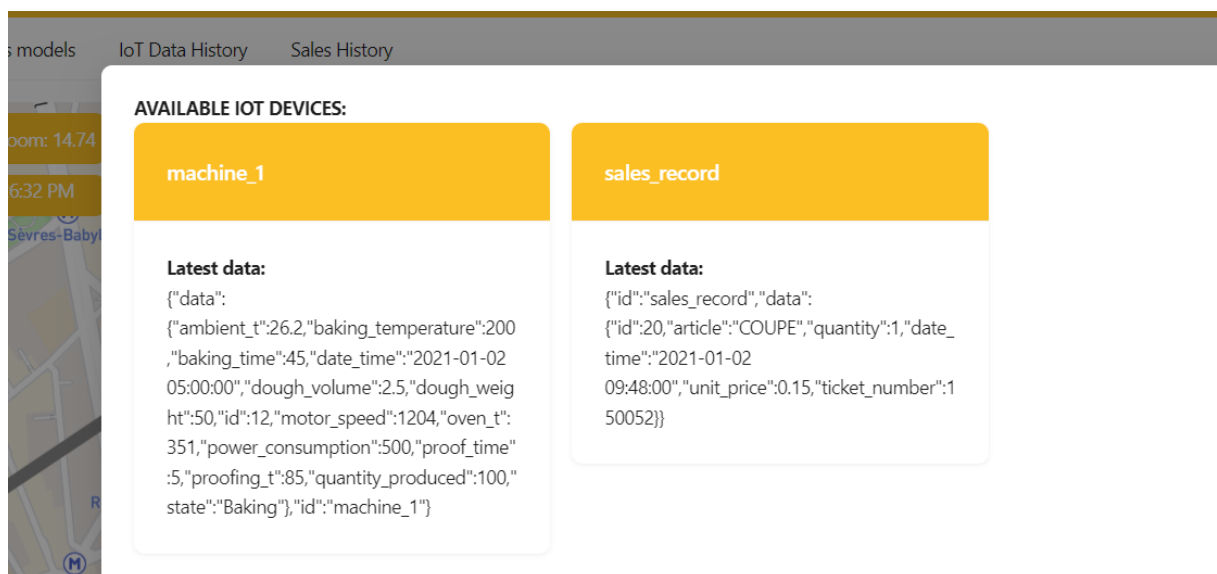 s models IoT Data History Sales History
AVAILABLE IOT DEVICES:
oom: 14.74
6:32 PM
Sèvres-Babyl
machine_1
Latest data:
{"data":
{"ambient_t":26.2,"baking_temperature":200
,"baking_time":45,"date_time":"2021-01-02
05:00:00","dough_volume":2.5,"dough_weig
ht":50,"id":12,"motor_speed":1204,"oven_t":
351,"power_consumption":500,"proof_time"
:5,"proofing_t":85,"quantity_produced":100,"
state":"Baking"},"id":"machine_1"}
sales_record
Latest data:
{"id":"sales_record","data":
{"id":20,"article":"COUPE","quantity":1,"date_
time":"2021-01-02
09:48:00","unit_price":0.15,"ticket_number":1
50052}}
R
M